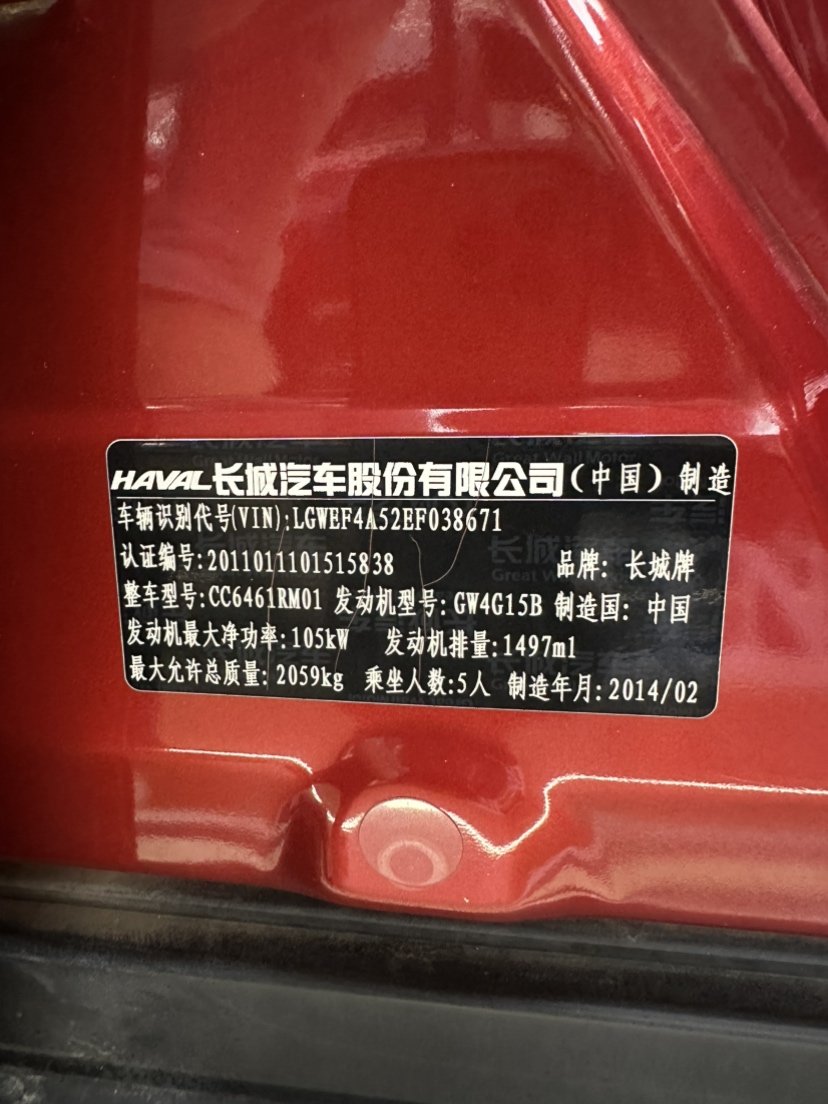 HAVAL长城汽车股份有限公司(中国)制造
车辆识别代号(VIN):LGWEF4A52EF038671
认证编号:2011011101515838 品牌:长城牌
整车型号:CC6461RM01 发动机型号:GW4G15B 制造国:中国
发动机最大净功率:105kW 发动机排量:1497ml
最大允许总质量:2059kg 乘坐人数:5人 制造年月:2014/02